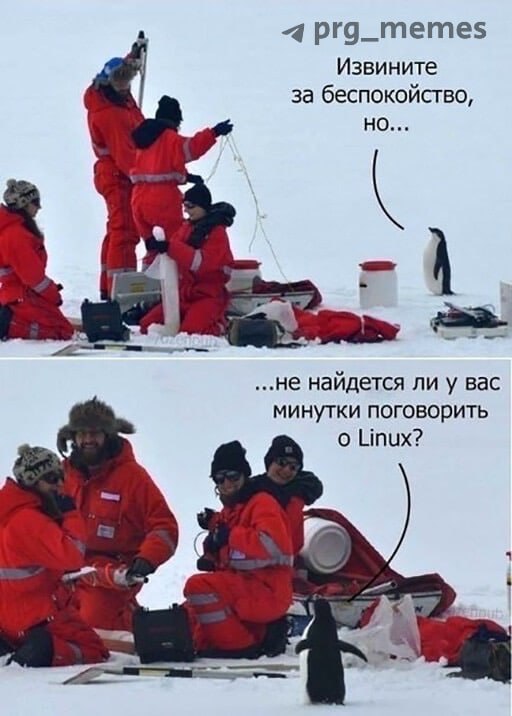 prg_memes
Извините
за беспокойство,
но...
...не найдется ли у вас
минутки поговорить
о Linux?